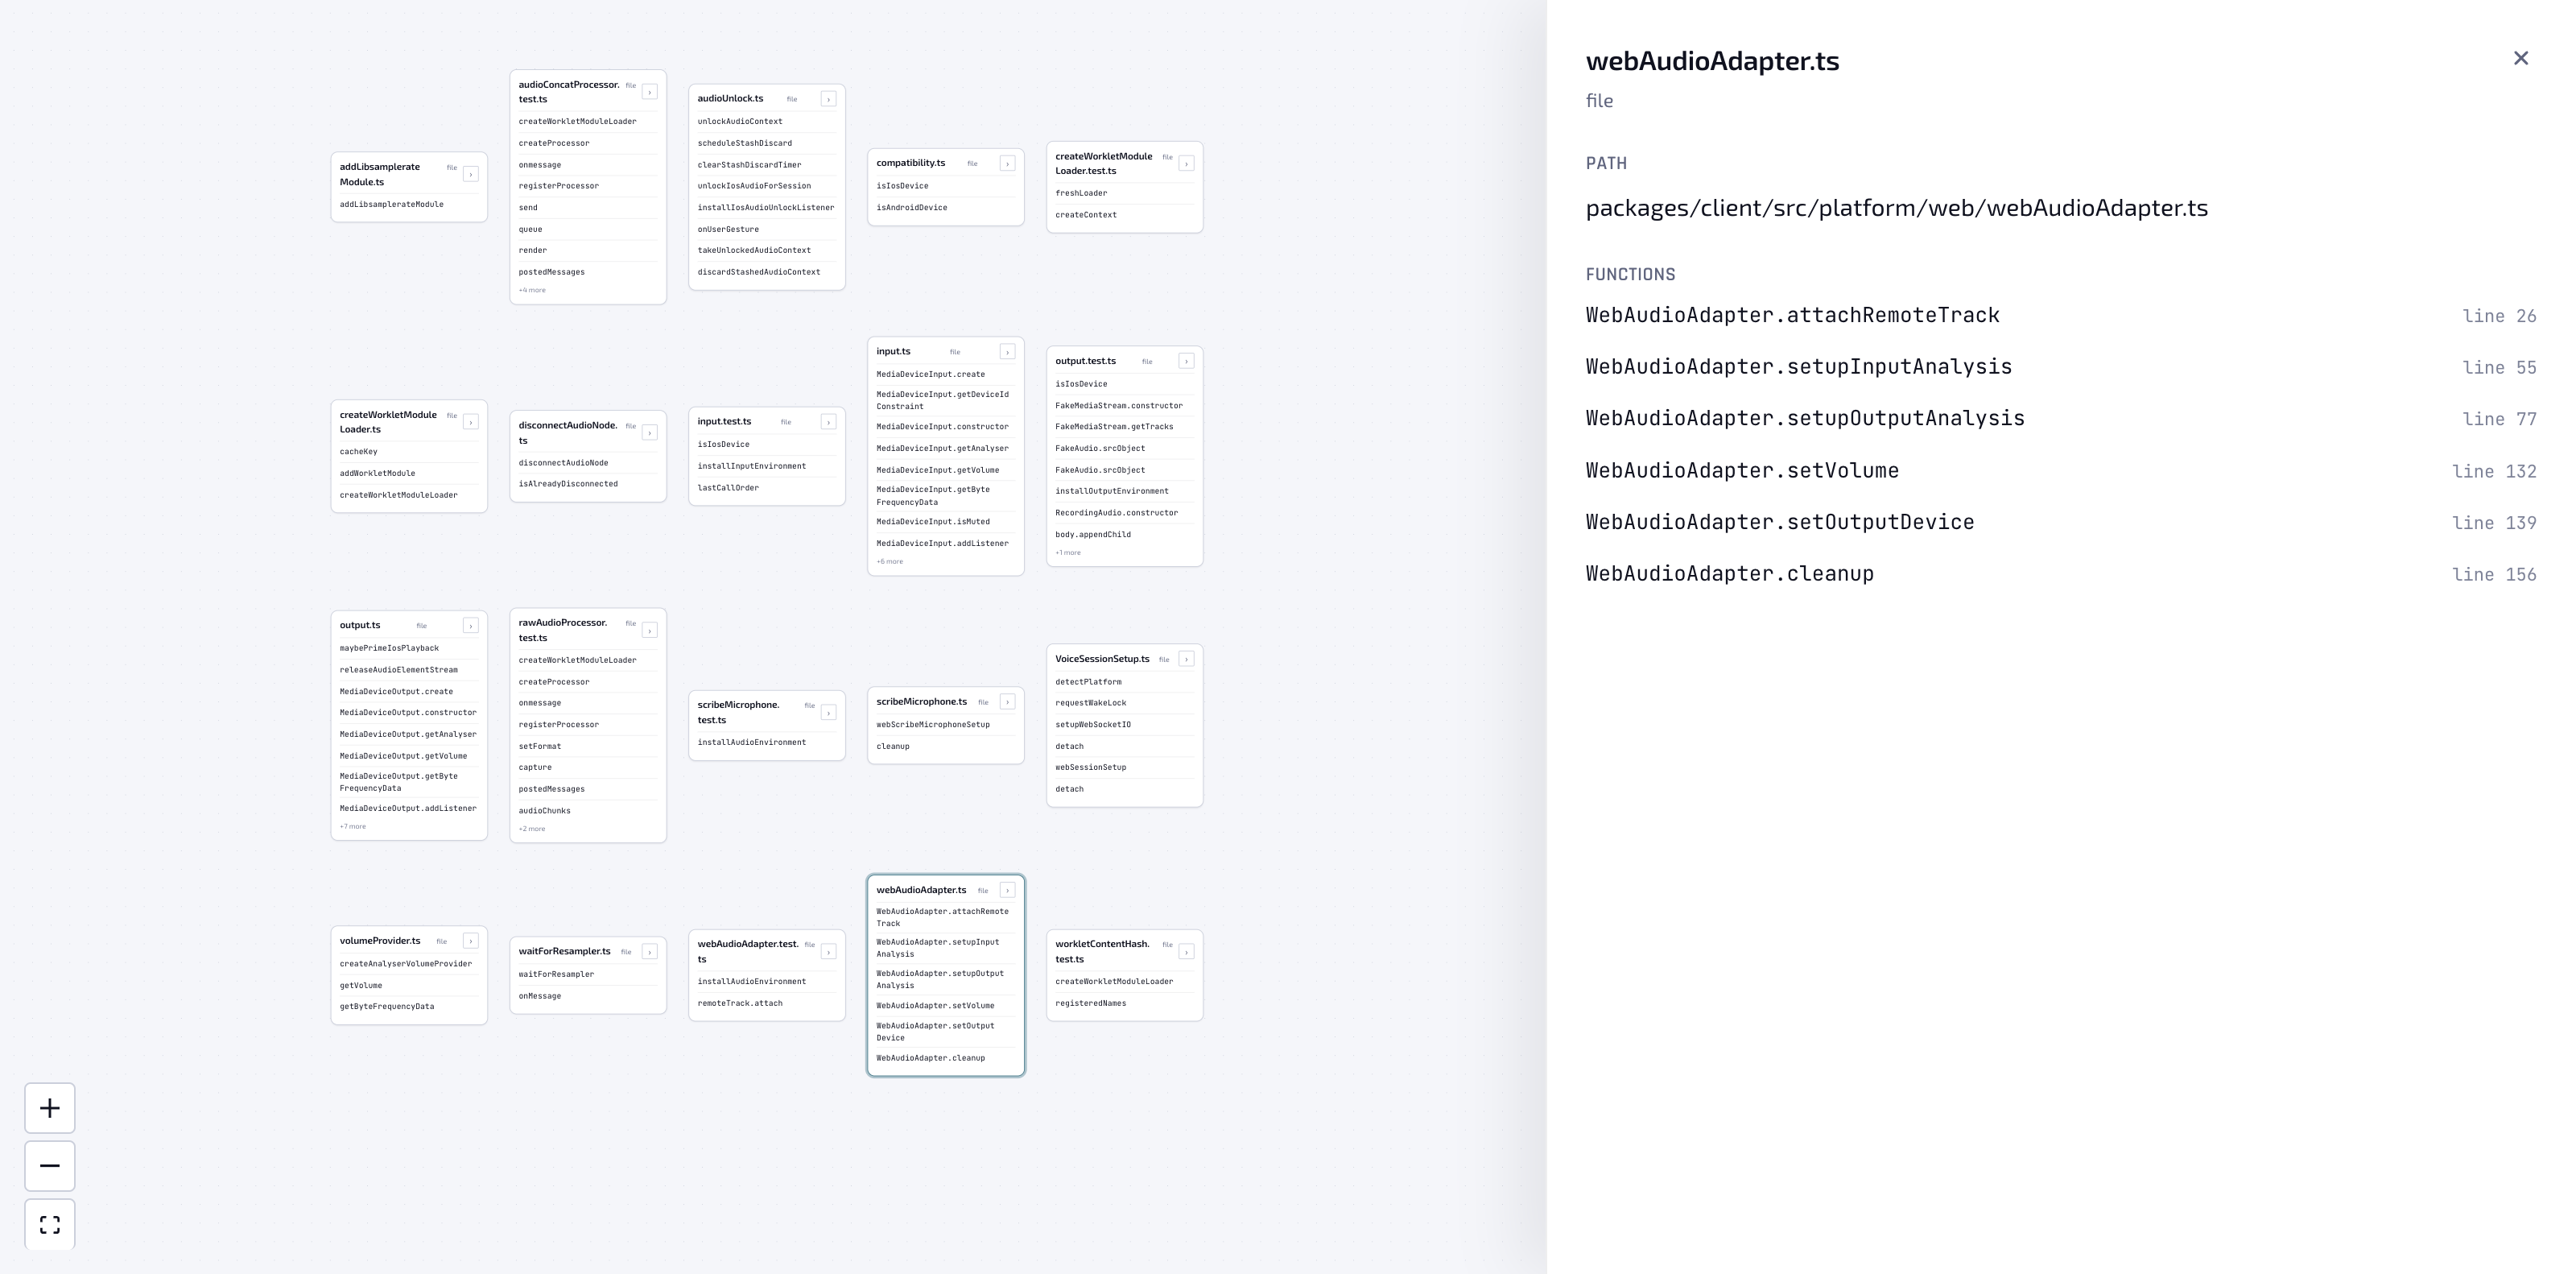 addLibsamplerate
Module.ts
file
addLibsamplerateModule
audioConcatProcessor.
test.ts
file
createWorkletModuleLoader
createProcessor
onmessage
registerProcessor
send
queue
render
postedMessages
+4 more
audioUnlock.ts
file
unlockAudioContext
scheduleStashDiscard
clearStashDiscardTimer
unlockIosAudioForSession
installIosAudioUnlockListener
onUserGesture
takeUnlockedAudioContext
discardStashedAudioContext
compatibility.ts
file
isIosDevice
isAndroidDevice
createWorkletModule
Loader.test.ts
file
freshLoader
createContext
createWorkletModule
Loader.ts
file
cacheKey
addWorkletModule
createWorkletModuleLoader
disconnectAudioNode.
ts
file
disconnectAudioNode
isAlreadyDisconnected
input.test.ts
file
isIosDevice
installInputEnvironment
lastCallOrder
input.ts
file
MediaDeviceInput.create
MediaDeviceInput.getDeviceId
Constraint
MediaDeviceInput.constructor
MediaDeviceInput.getAnalyser
MediaDeviceInput.getVolume
MediaDeviceInput.getByte
FrequencyData
MediaDeviceInput.isMuted
MediaDeviceInput.addListener
+6 more
output.test.ts
file
isIosDevice
FakeMediaStream.constructor
FakeMediaStream.getTracks
FakeAudio.srcObject
FakeAudio.srcObject
installOutputEnvironment
RecordingAudio.constructor
body.appendChild
+1 more
output.ts
file
maybePrimeIosPlayback
releaseAudioElementStream
MediaDeviceOutput.create
MediaDeviceOutput.constructor
MediaDeviceOutput.getAnalyser
MediaDeviceOutput.getVolume
MediaDeviceOutput.getByte
FrequencyData
MediaDeviceOutput.addListener
+7 more
rawAudioProcessor.
test.ts
file
createWorkletModuleLoader
createProcessor
onmessage
registerProcessor
setFormat
capture
postedMessages
audioChunks
+2 more
scribeMicrophone.
test.ts
file
installAudioEnvironment
scribeMicrophone.ts
file
webScribeMicrophoneSetup
cleanup
VoiceSessionSetup.ts
file
detectPlatform
requestWakeLock
setupWebSocketIO
detach
webSessionSetup
detach
volumeProvider.ts
file
createAnalyserVolumeProvider
getVolume
getByteFrequencyData
waitForResampler.ts
file
waitForResampler
onMessage
webAudioAdapter.test.
ts
file
installAudioEnvironment
remoteTrack.attach
webAudioAdapter.ts
file
WebAudioAdapter.attachRemote
Track
WebAudioAdapter.setupInput
Analysis
WebAudioAdapter.setupOutput
Analysis
WebAudioAdapter.setVolume
WebAudioAdapter.setOutput
Device
WebAudioAdapter.cleanup
workletContentHash.
test.ts
file
createWorkletModuleLoader
registeredNames
webAudioAdapter.ts
file
PATH
packages/client/src/platform/web/webAudioAdapter.ts
FUNCTIONS
WebAudioAdapter.attachRemoteTrack line 26
WebAudioAdapter.setupInputAnalysis line 55
WebAudioAdapter.setupOutputAnalysis line 77
WebAudioAdapter.setVolume line 132
WebAudioAdapter.setOutputDevice line 139
WebAudioAdapter.cleanup line 156